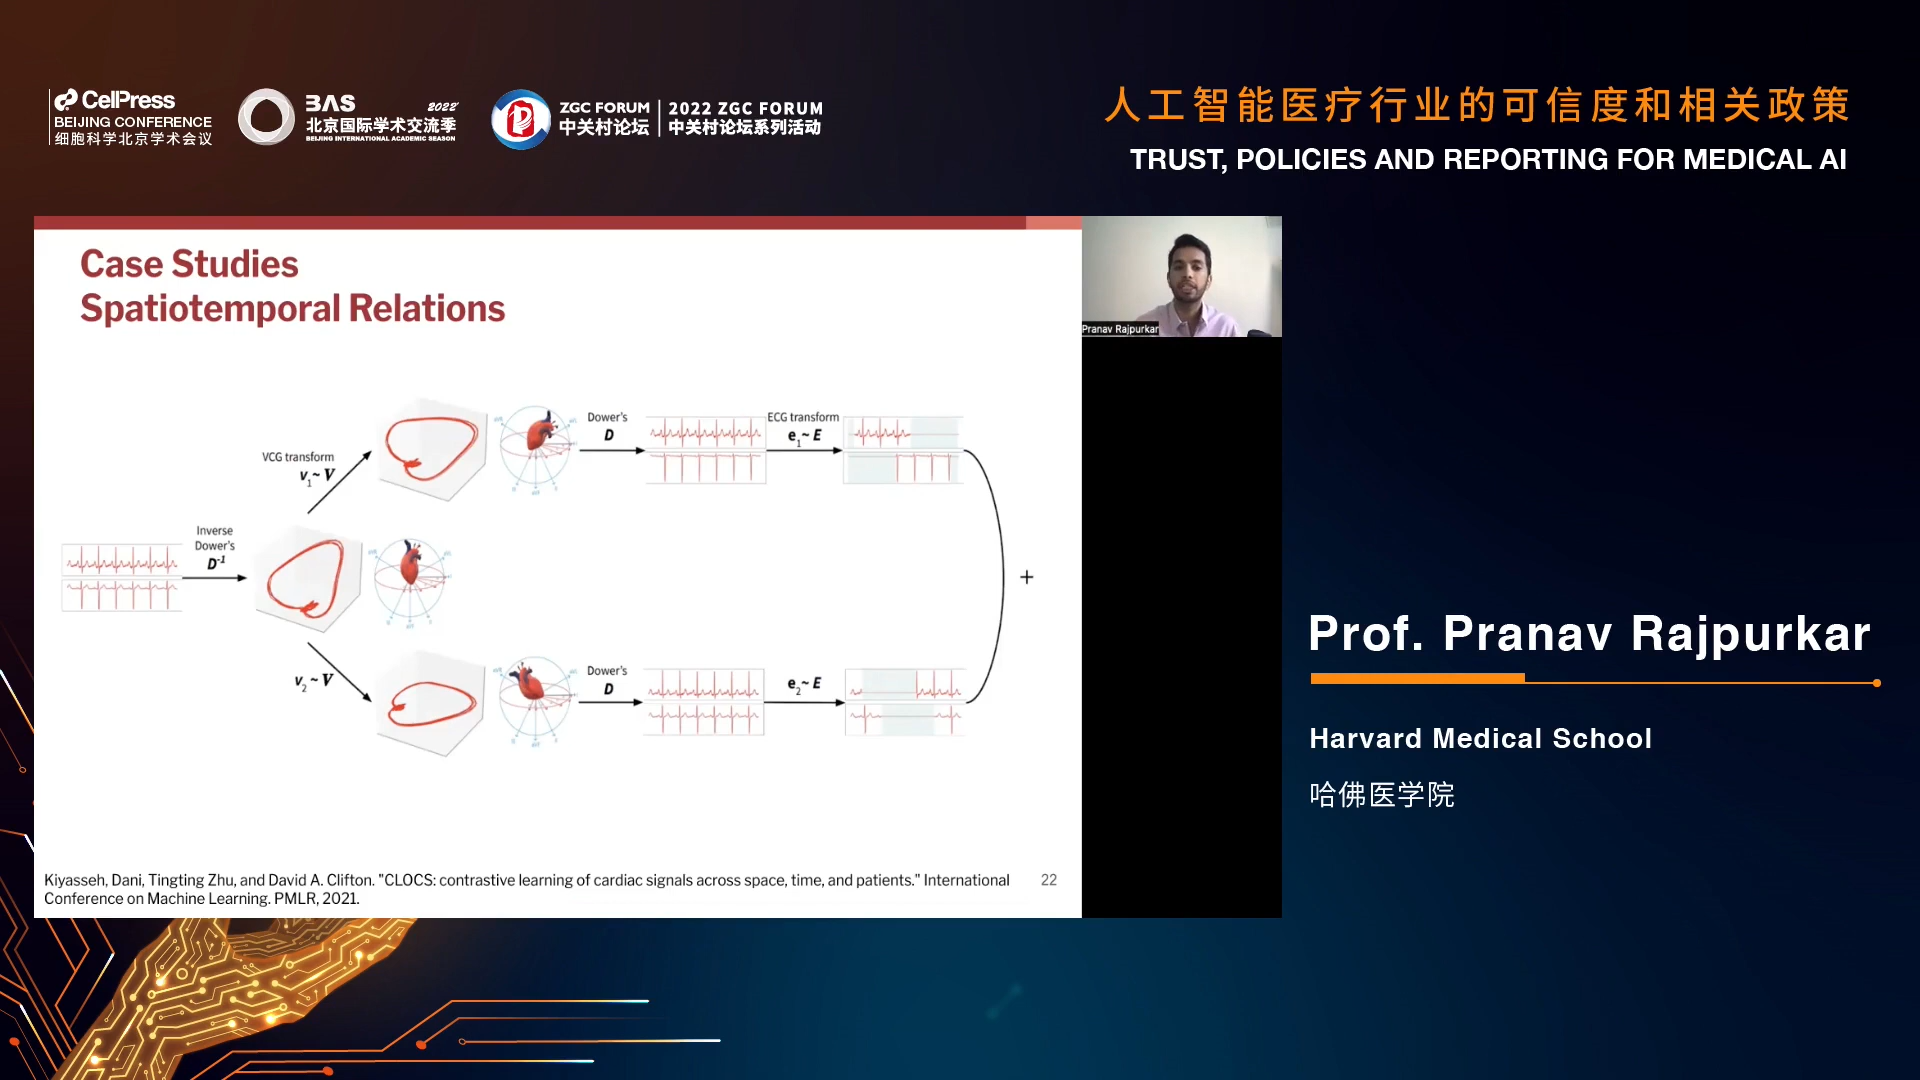 CellPress
BEIJING CONFERENCE
细胞科学北京学术会议
BAS 2022
北京国际学术交流季
BEIJING INTERNATIONAL ACADEMIC SEASON
ZGC FORUM
中关村论坛
2022 ZGC FORUM
中关村论坛系列活动
人工智能医疗行业的可信度和相关政策
TRUST, POLICIES AND REPORTING FOR MEDICAL AI
Case Studies
Spatiotemporal Relations
Pranav Rajpurkar
VCG transform
v1 ~ V
Dower's
D
ECG transform
e1 ~ E
Inverse
Dower's
D-1
+
v2 ~ V
Dower's
D
e2 ~ E
Kiyasseh, Dani, Tingting Zhu, and David A. Clifton. "CLOCS: contrastive learning of cardiac signals across space, time, and patients." International
Conference on Machine Learning. PMLR, 2021.
22
Prof. Pranav Rajpurkar
Harvard Medical School
哈佛医学院